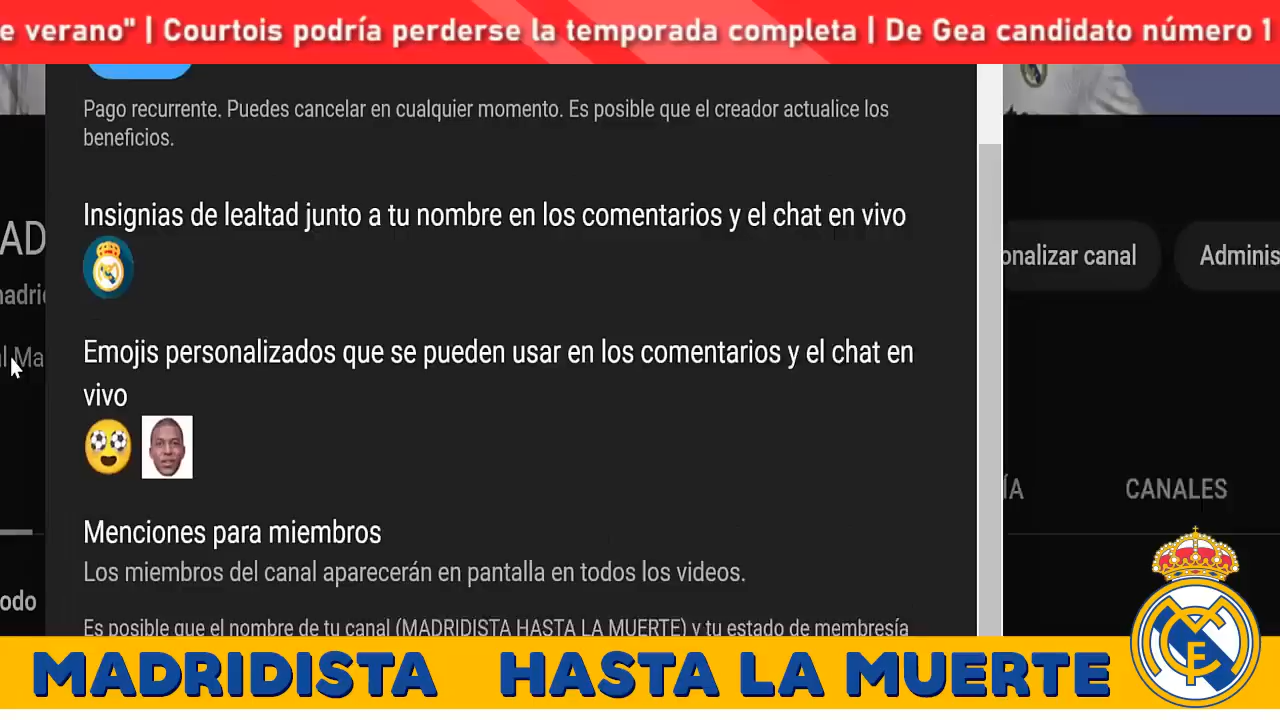 e verano" | Courtois podría perderse la temporada completa | De Gea candidato número 1
Pago recurrente. Puedes cancelar en cualquier momento. Es posible que el creador actualice los
beneficios.
Insignias de lealtad junto a tu nombre en los comentarios y el chat en vivo
AD
onalizar canal
Adminis
madrid
l Ma
Emojis personalizados que se pueden usar en los comentarios y el chat en
vivo
ÍA
CANALES
Menciones para miembros
Los miembros del canal aparecerán en pantalla en todos los videos.
odo
Es posible que el nombre de tu canal (MADRIDISTA HASTA LA MUERTE) y tu estado de membresía
MADRIDISTA HASTA LA MUERTE